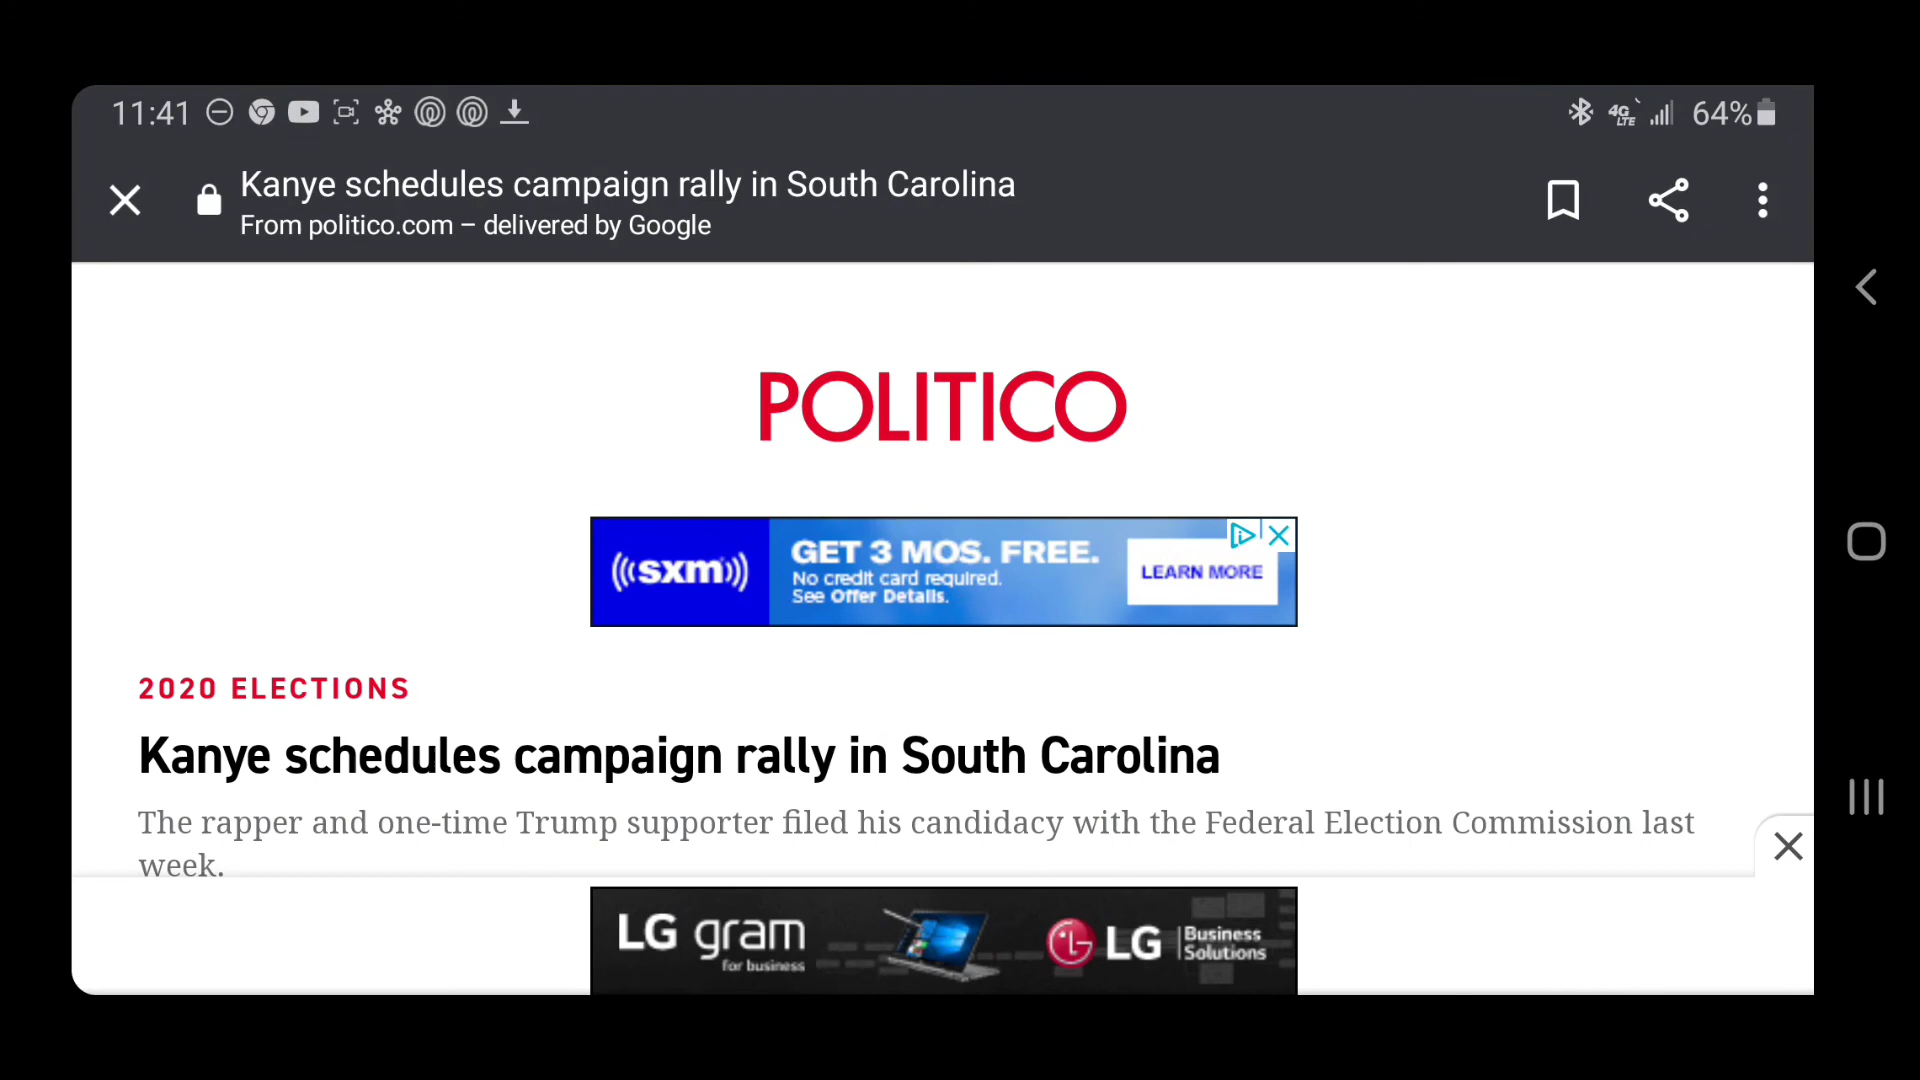 11:41
4G LTE 64%
Kanye schedules campaign rally in South Carolina
From politico.com – delivered by Google
POLITICO
sxm
GET 3 MOS. FREE.
No credit card required.
See Offer Details.
LEARN MORE
2020 ELECTIONS
Kanye schedules campaign rally in South Carolina
The rapper and one-time Trump supporter filed his candidacy with the Federal Election Commission last
week.
LG gram
for business
LG Business
Solutions